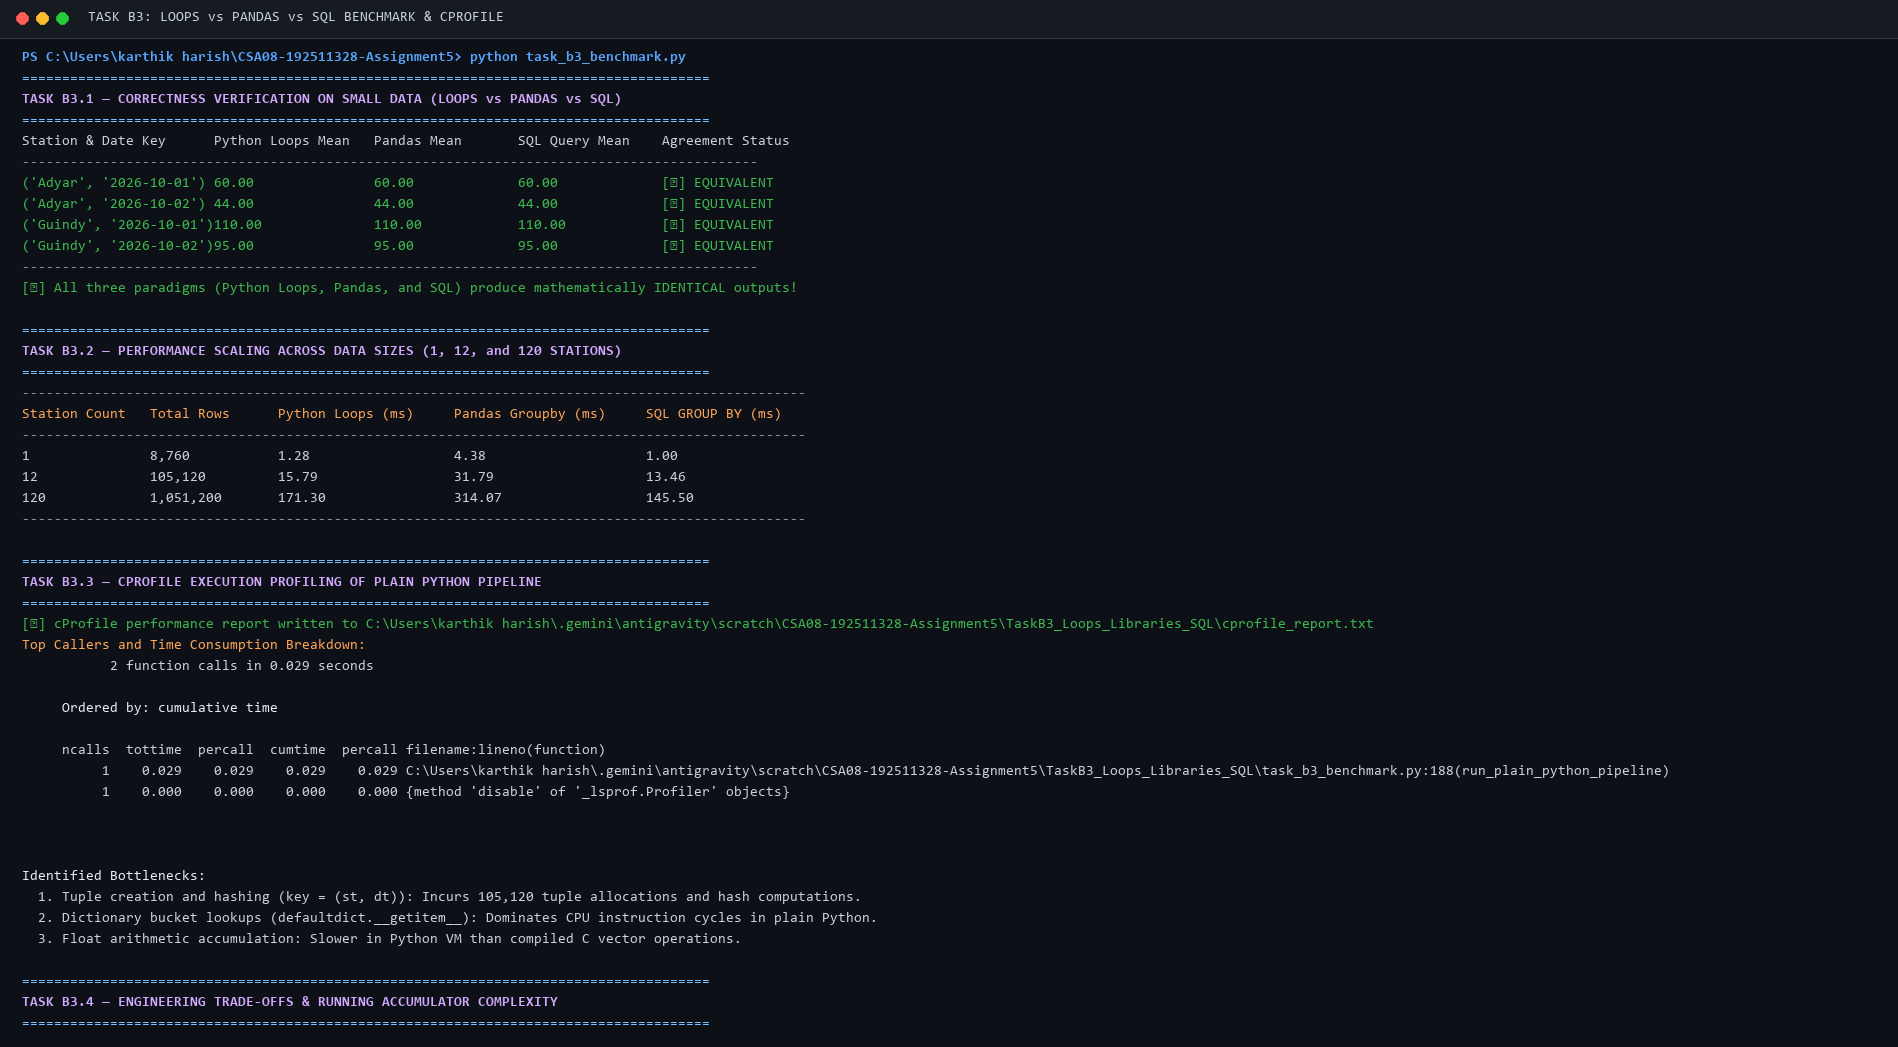 TASK B3: LOOPS vs PANDAS vs SQL BENCHMARK & CPROFILE
PS C:\Users\karthik harish\CSA08-192511328-Assignment5> python task_b3_benchmark.py
======================================================================================
TASK B3.1 — CORRECTNESS VERIFICATION ON SMALL DATA (LOOPS vs PANDAS vs SQL)
======================================================================================
Station & Date Key      Python Loops Mean   Pandas Mean       SQL Query Mean    Agreement Status
--------------------------------------------------------------------------------------------
('Adyar', '2026-10-01') 60.00               60.00             60.00             [] EQUIVALENT
('Adyar', '2026-10-02') 44.00               44.00             44.00             [] EQUIVALENT
('Guindy', '2026-10-01')110.00              110.00            110.00            [] EQUIVALENT
('Guindy', '2026-10-02')95.00               95.00             95.00             [] EQUIVALENT
--------------------------------------------------------------------------------------------
[] All three paradigms (Python Loops, Pandas, and SQL) produce mathematically IDENTICAL outputs!
======================================================================================
TASK B3.2 — PERFORMANCE SCALING ACROSS DATA SIZES (1, 12, and 120 STATIONS)
======================================================================================
--------------------------------------------------------------------------------------------------
Station Count   Total Rows      Python Loops (ms)     Pandas Groupby (ms)     SQL GROUP BY (ms)
--------------------------------------------------------------------------------------------------
1               8,760           1.28                  4.38                    1.00
12              105,120         15.79                 31.79                   13.46
120             1,051,200       171.30                314.07                  145.50
--------------------------------------------------------------------------------------------------
======================================================================================
TASK B3.3 — CPROFILE EXECUTION PROFILING OF PLAIN PYTHON PIPELINE
======================================================================================
[] cProfile performance report written to C:\Users\karthik harish\.gemini\antigravity\scratch\CSA08-192511328-Assignment5\TaskB3_Loops_Libraries_SQL\cprofile_report.txt
Top Callers and Time Consumption Breakdown:
2 function calls in 0.029 seconds
Ordered by: cumulative time
ncalls  tottime  percall  cumtime  percall filename:lineno(function)
1    0.029    0.029    0.029    0.029 C:\Users\karthik harish\.gemini\antigravity\scratch\CSA08-192511328-Assignment5\TaskB3_Loops_Libraries_SQL\task_b3_benchmark.py:188(run_plain_python_pipeline)
1    0.000    0.000    0.000    0.000 {method 'disable' of '_lsprof.Profiler' objects}
Identified Bottlenecks:
1. Tuple creation and hashing (key = (st, dt)): Incurs 105,120 tuple allocations and hash computations.
2. Dictionary bucket lookups (defaultdict.__getitem__): Dominates CPU instruction cycles in plain Python.
3. Float arithmetic accumulation: Slower in Python VM than compiled C vector operations.
======================================================================================
TASK B3.4 — ENGINEERING TRADE-OFFS & RUNNING ACCUMULATOR COMPLEXITY
======================================================================================